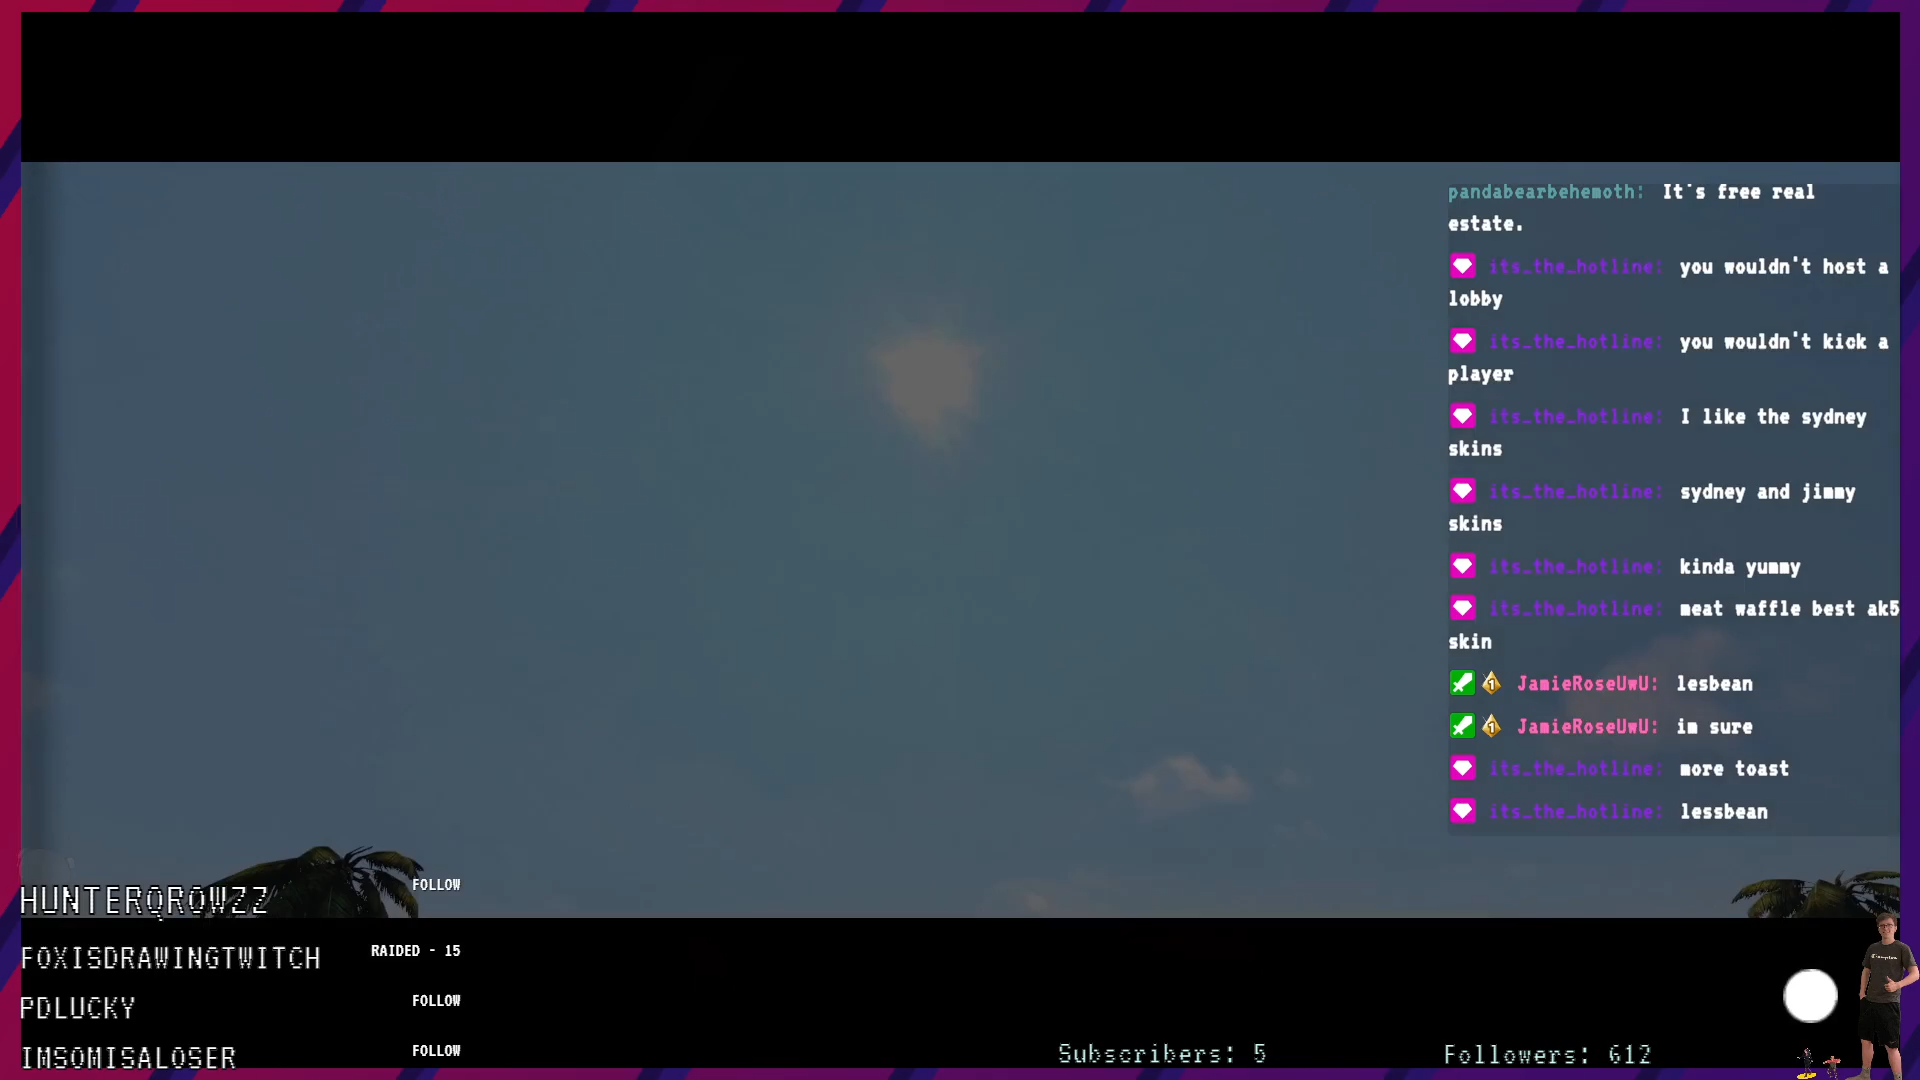 pandabearbehemoth: It's free real
estate.
its_the_hotline: you wouldn't host a
lobby
its_the_hotline: you wouldn't kick a
player
its_the_hotline: I like the sydney
skins
its_the_hotline: sydney and jimmy
skins
its_the_hotline: kinda yummy
its_the_hotline: meat waffle best ak5
skin
1 JamieRoseUwU: lesbean
1 JamieRoseUwU: im sure
its_the_hotline: more toast
its_the_hotline: lessbean
HUNTERQROWZZ FOLLOW
FOXISDRAWINGTWITCH RAIDED - 15
PDLUCKY FOLLOW
IMSOMISALOSER FOLLOW
Subscribers: 5
Followers: 612